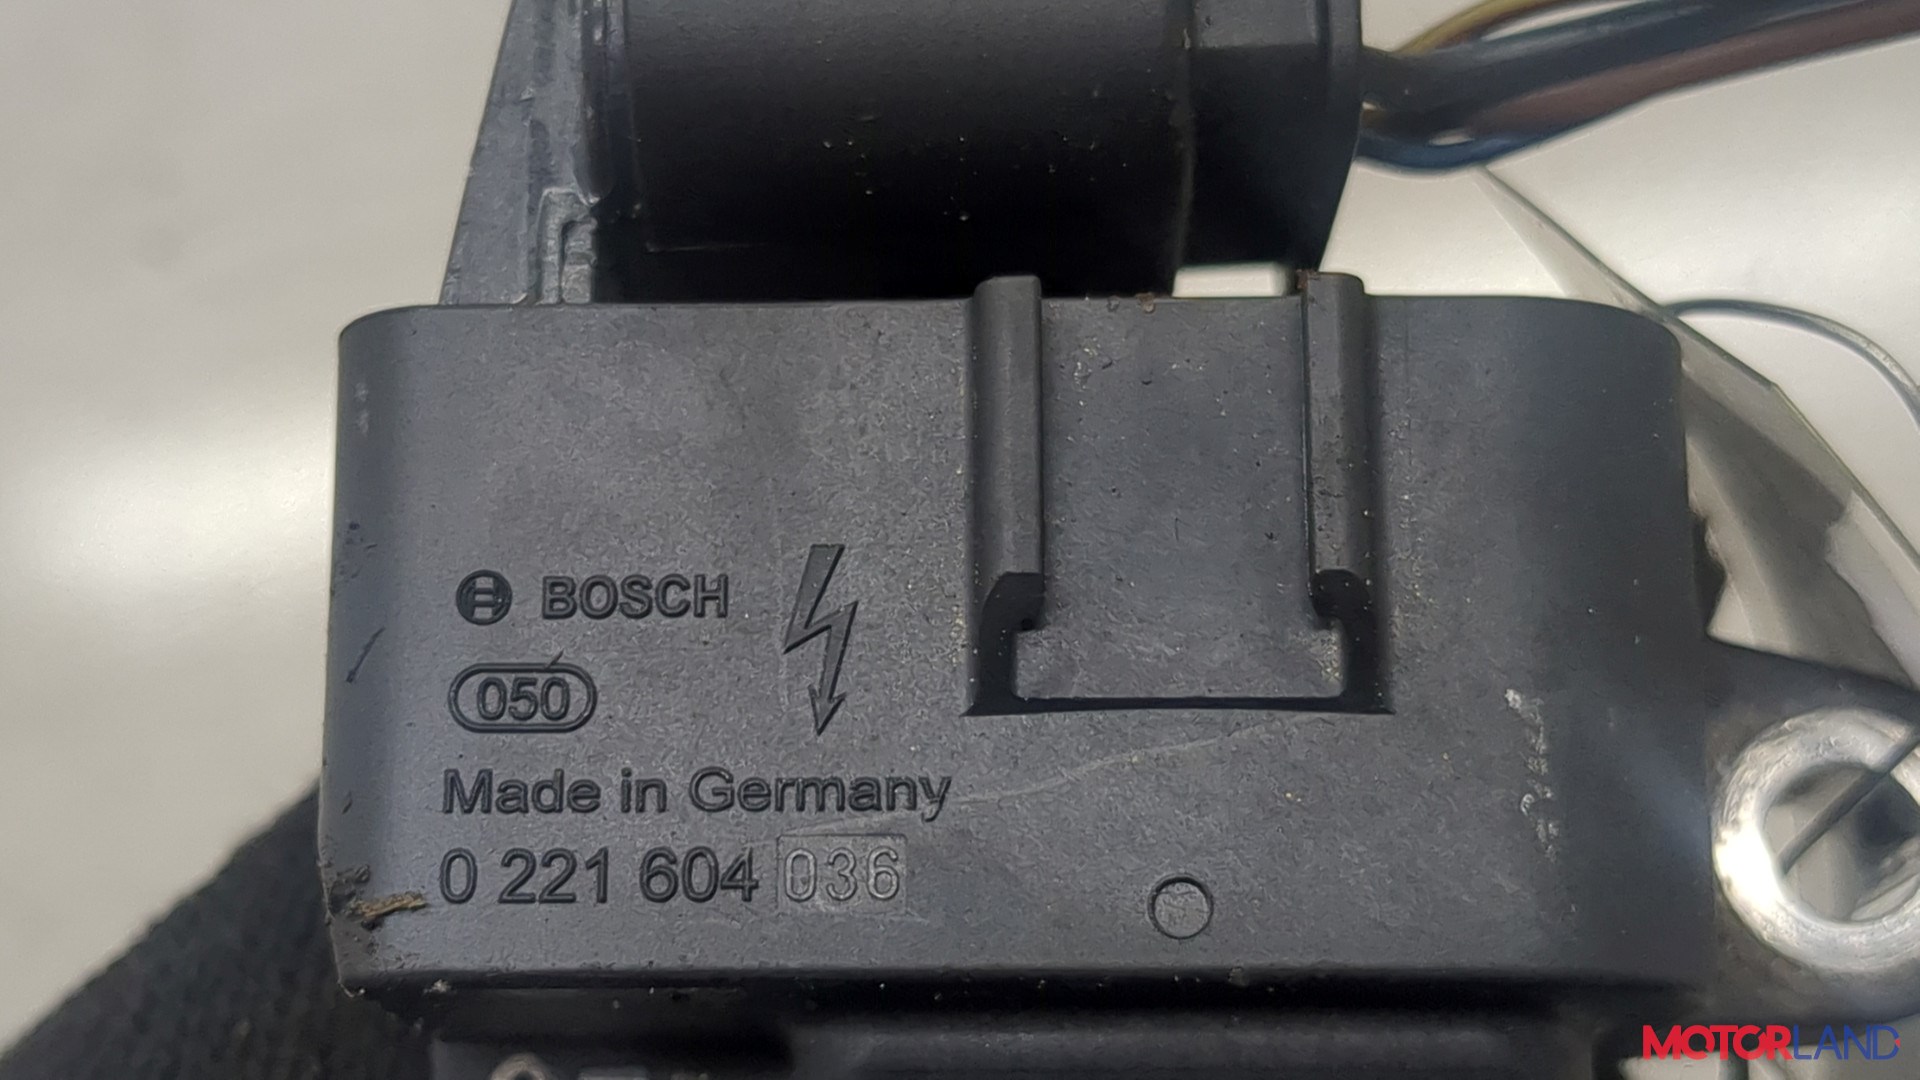 BOSCH
050
Made in Germany
0 221 604 036
MOTORLAND